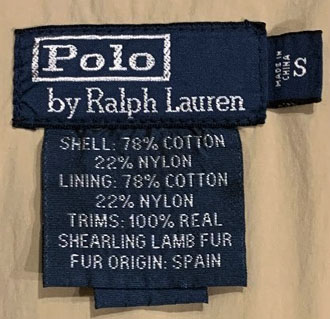 Polo
by Ralph Lauren
MADE IN
CHINA
S
SHELL: 78% COTTON
22% NYLON
LINING: 78% COTTON
22% NYLON
TRIMS: 100% REAL
SHEARLING LAMB FUR
FUR ORIGIN: SPAIN